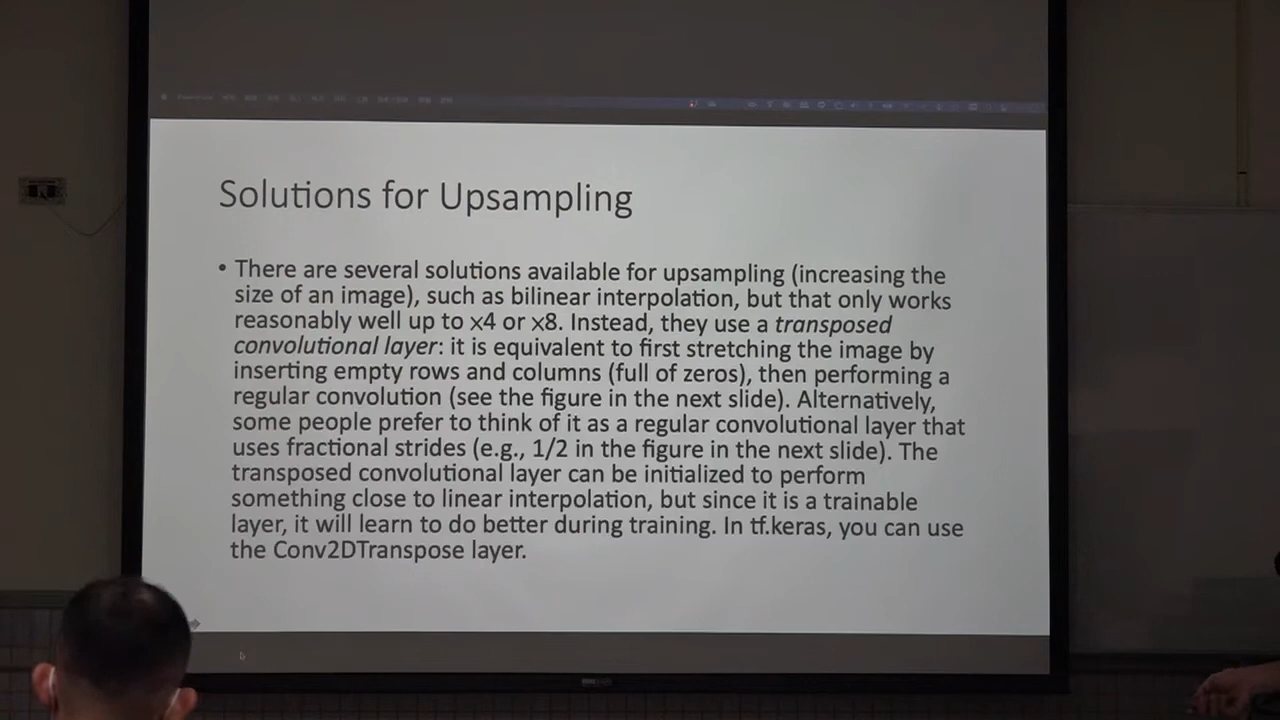 Solutions for Upsampling
• There are several solutions available for upsampling (increasing the
size of an image), such as bilinear interpolation, but that only works
reasonably well up to x4 or x8. Instead, they use a transposed
convolutional layer: it is equivalent to first stretching the image by
inserting empty rows and columns (full of zeros), then performing a
regular convolution (see the figure in the next slide). Alternatively,
some people prefer to think of it as a regular convolutional layer that
uses fractional strides (e.g., 1/2 in the figure in the next slide). The
transposed convolutional layer can be initialized to perform
something close to linear interpolation, but since it is a trainable
layer, it will learn to do better during training. In tf.keras, you can use
the Conv2DTranspose layer.